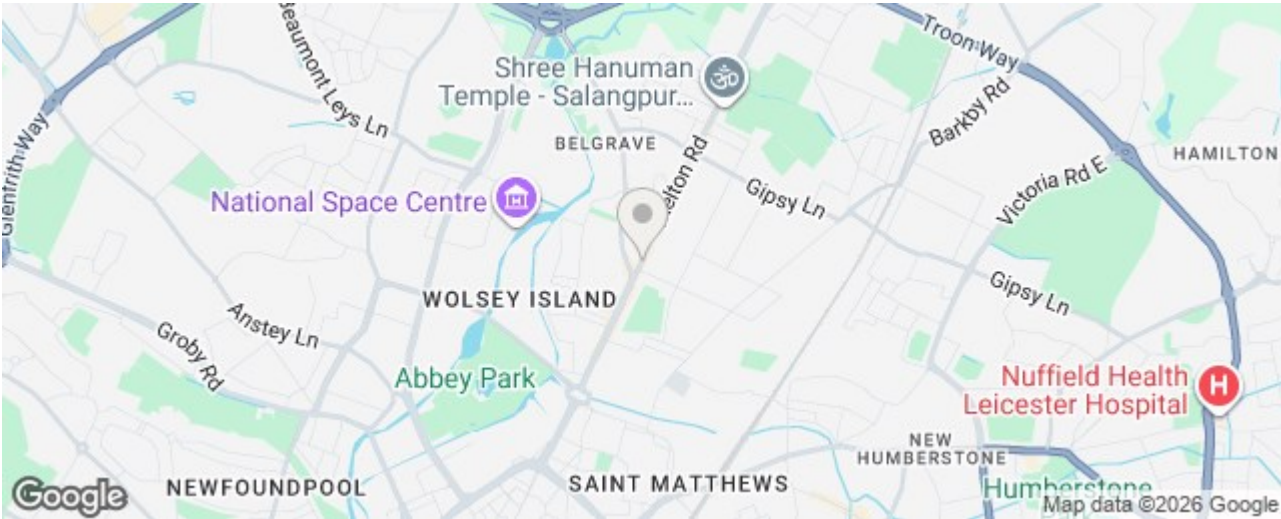 Beaumont Leys Ln
Troon Way
Shree Hanuman
Temple - Salangpur...
Barkby Rd
BELGRAVE
HAMILTON
Glenfrith Way
Gipsy Ln
Victoria Rd E
National Space Centre
elton Rd
WOLSEY ISLAND
Gipsy Ln
Anstey Ln
Groby Rd
Abbey Park
Nuffield Health
Leicester Hospital
H
NEW
HUMBERSTONE
NEWFOUNDPOOL
SAINT MATTHEWS
Humberstone
Google
Map data ©2026 Google